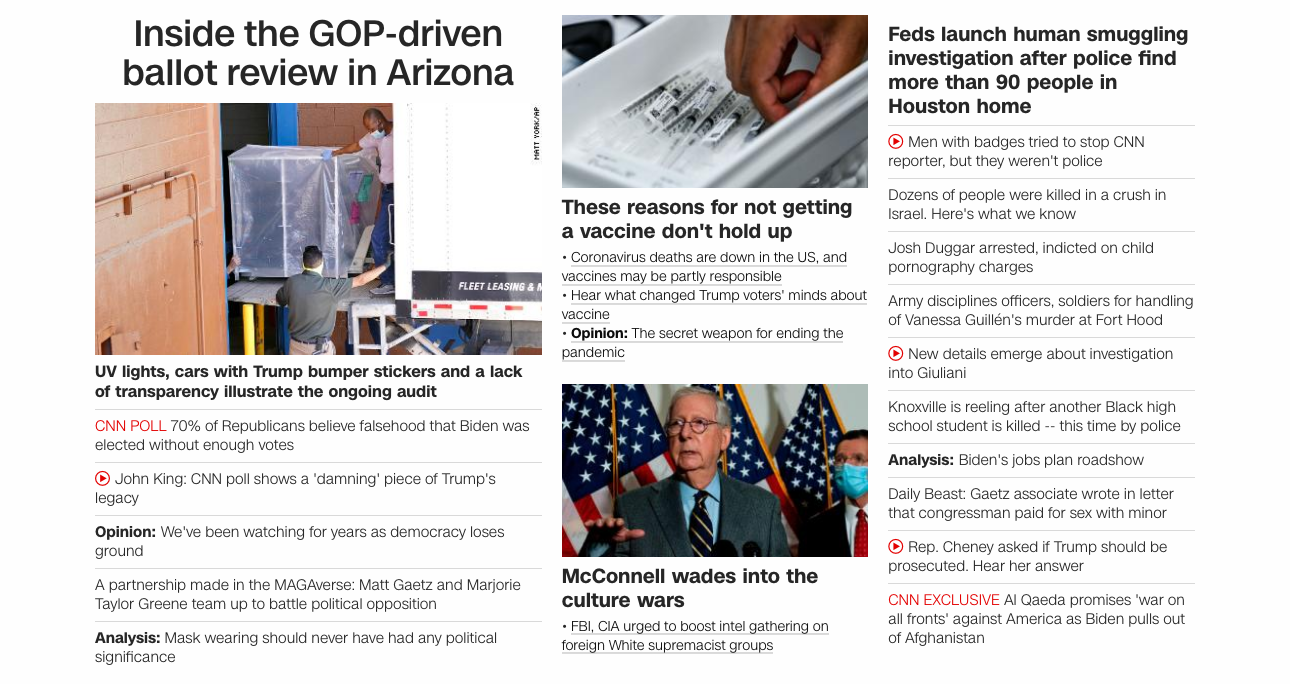 Inside the GOP-driven
ballot review in Arizona
MATT YORK/AP
FLEET LEASING & M
UV lights, cars with Trump bumper stickers and a lack
of transparency illustrate the ongoing audit
CNN POLL 70% of Republicans believe falsehood that Biden was
elected without enough votes
John King: CNN poll shows a 'damning' piece of Trump's
legacy
Opinion: We've been watching for years as democracy loses
ground
A partnership made in the MAGAverse: Matt Gaetz and Marjorie
Taylor Greene team up to battle political opposition
Analysis: Mask wearing should never have had any political
significance
These reasons for not getting
a vaccine don't hold up
• Coronavirus deaths are down in the US, and
vaccines may be partly responsible
• Hear what changed Trump voters' minds about
vaccine
• Opinion: The secret weapon for ending the
pandemic
McConnell wades into the
culture wars
• FBI, CIA urged to boost intel gathering on
foreign White supremacist groups
Feds launch human smuggling
investigation after police find
more than 90 people in
Houston home
Men with badges tried to stop CNN
reporter, but they weren't police
Dozens of people were killed in a crush in
Israel. Here's what we know
Josh Duggar arrested, indicted on child
pornography charges
Army disciplines officers, soldiers for handling
of Vanessa Guillén's murder at Fort Hood
New details emerge about investigation
into Giuliani
Knoxville is reeling after another Black high
school student is killed -- this time by police
Analysis: Biden's jobs plan roadshow
Daily Beast: Gaetz associate wrote in letter
that congressman paid for sex with minor
Rep. Cheney asked if Trump should be
prosecuted. Hear her answer
CNN EXCLUSIVE Al Qaeda promises 'war on
all fronts' against America as Biden pulls out
of Afghanistan